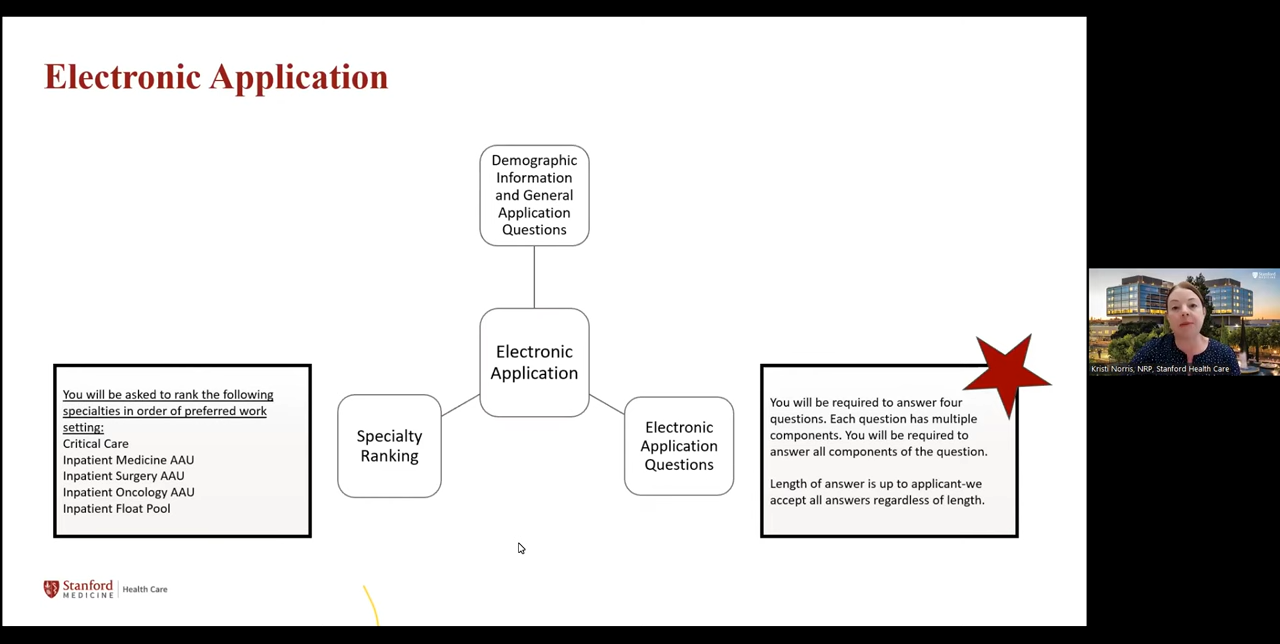 Electronic Application
Demographic
Information
and General
Application
Questions
Electronic
Application
Specialty
Ranking
Electronic
Application
Questions
You will be asked to rank the following
specialties in order of preferred work
setting:
Critical Care
Inpatient Medicine AAU
Inpatient Surgery AAU
Inpatient Oncology AAU
Inpatient Float Pool
You will be required to answer four
questions. Each question has multiple
components. You will be required to
answer all components of the question.
Length of answer is up to applicant-we
accept all answers regardless of length.
Stanford
MEDICINE
Health Care
Kristi Norris, NRP, Stanford Health Care